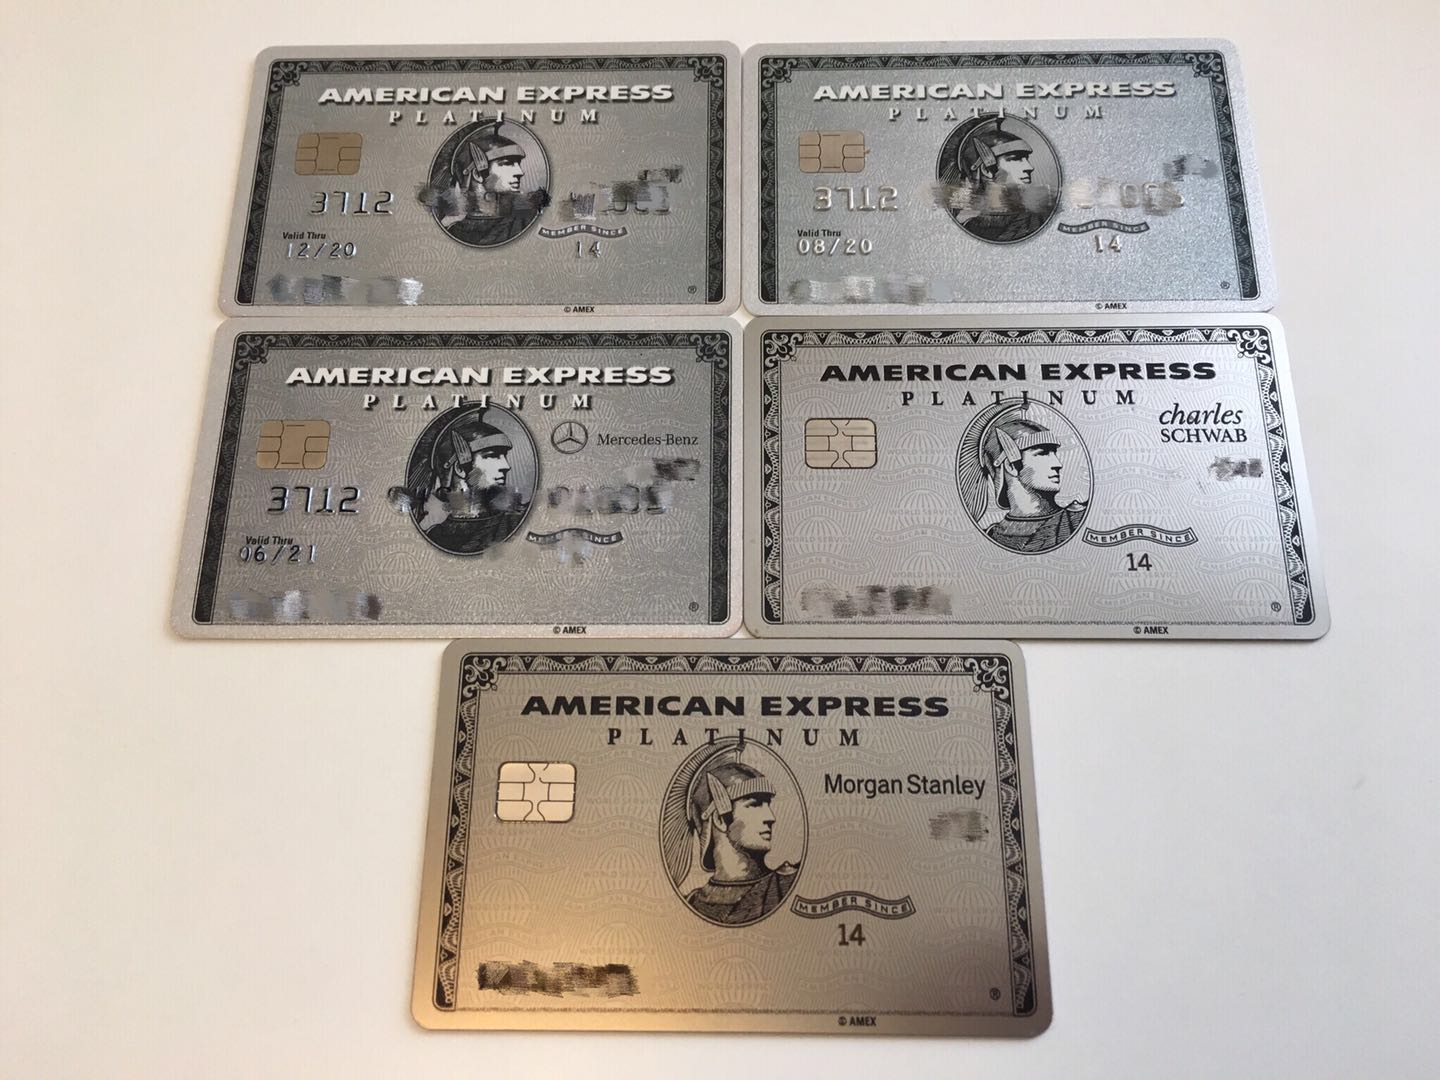 AMERICAN EXPRESS
PLATINUM
3712
MEMBER SINCE
Valid Thru
12/20
14
®
© AMEX
AMERICAN EXPRESS
PLATINUM
3712
MEMBER SINCE
Valid Thru
08/20
14
®
© AMEX
AMERICAN EXPRESS
PLATINUM
Mercedes-Benz
3712
MEMBER SINCE
Valid Thru
06/21
®
© AMEX
AMERICAN EXPRESS
PLATINUM
charles
SCHWAB
MEMBER SINCE
14
®
© AMEX
AMERICAN EXPRESS
PLATINUM
Morgan Stanley
MEMBER SINCE
14
®
© AMEX